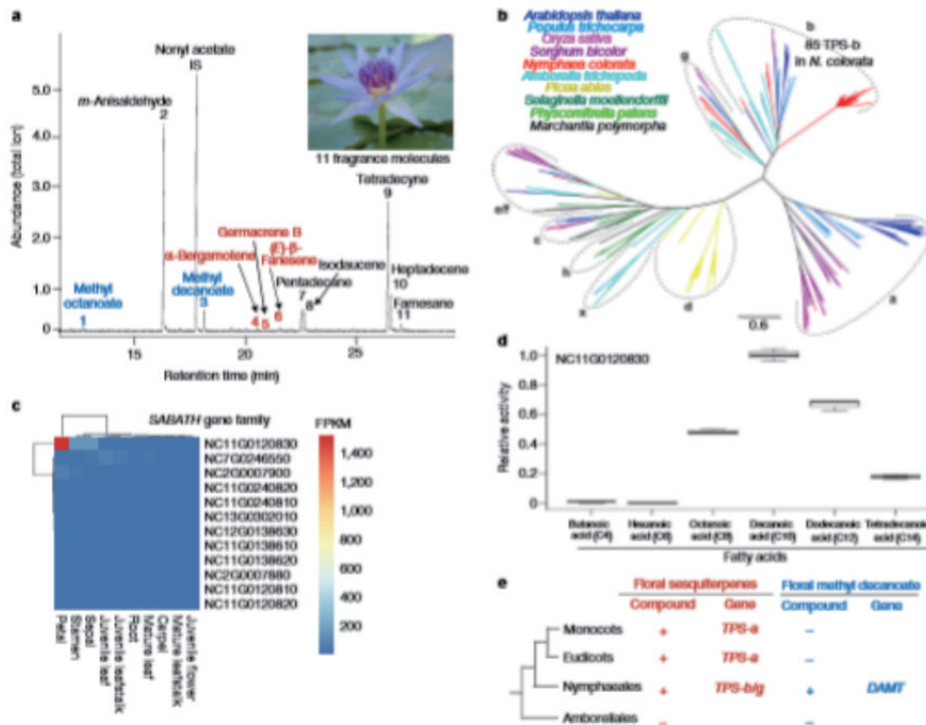 a
Nonyl acetate
IS
m-Anisaldehyde
2
11 fragrance molecules
Tetradecyne
9
Germacrene B
(E)-β-
Farnesene
α-Bergamotene
Isodaucene
Methyl
octanoate
1
Methyl
decanoate
3
4
5
6
Pentadecane
7
8
Heptadecene
10
Farnesane
11
Abundance (total ion)
5.0
4.0
3.0
2.0
1.0
0
15
20
25
Retention time (min)
b
Arabidopsis thaliana
Populus trichocarpa
Oryza sativa
Sorghum bicolor
Nymphaea colorata
Amborella trichopoda
Picea abies
Selaginella moellendorffii
Physcomitrella patens
Marchantia polymorpha
b
85 TPS-b
in N. colorata
g
e/f
c
h
x
d
a
0.6
c
SABATH gene family
FPKM
NC11G0120830
NC7G0246550
NC2G0007900
NC11G0240820
NC11G0240810
NC13G0302010
NC12G0138630
NC11G0138610
NC11G0138620
NC2G0007880
NC11G0120810
NC11G0120820
1,400
1,200
1,000
800
600
400
200
Petal
Stamen
Sepal
Juvenile leaf
Juvenile leafstalk
Root
Mature leaf
Carpel
Mature leafstalk
Juvenile flower
d
NC11G0120830
Relative activity
1.0
0.8
0.6
0.4
0.2
0
Butanoic
acid (C4)
Hexanoic
acid (C6)
Octanoic
acid (C8)
Decanoic
acid (C10)
Dodecanoic
acid (C12)
Tetradecanoic
acid (C14)
Fatty acids
e
Floral sesquiterpenes Floral methyl decanoate
Compound Gene Compound Gene
Monocots + TPS-a –
Eudicots + TPS-a –
Nymphaeales + TPS-b/g + DAMT
Amborellales – –